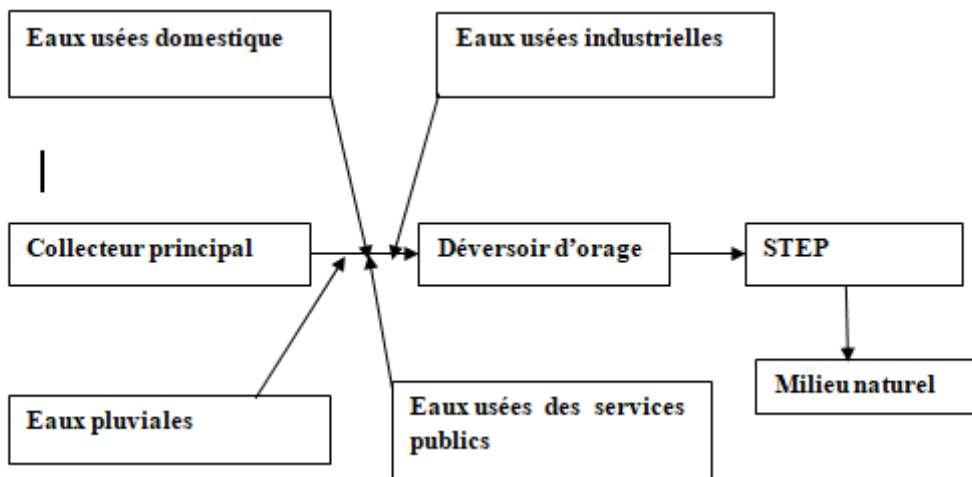 Eaux usées domestique
Eaux usées industrielles
Collecteur principal
Déversoir d’orage
STEP
Milieu naturel
Eaux pluviales
Eaux usées des services
publics